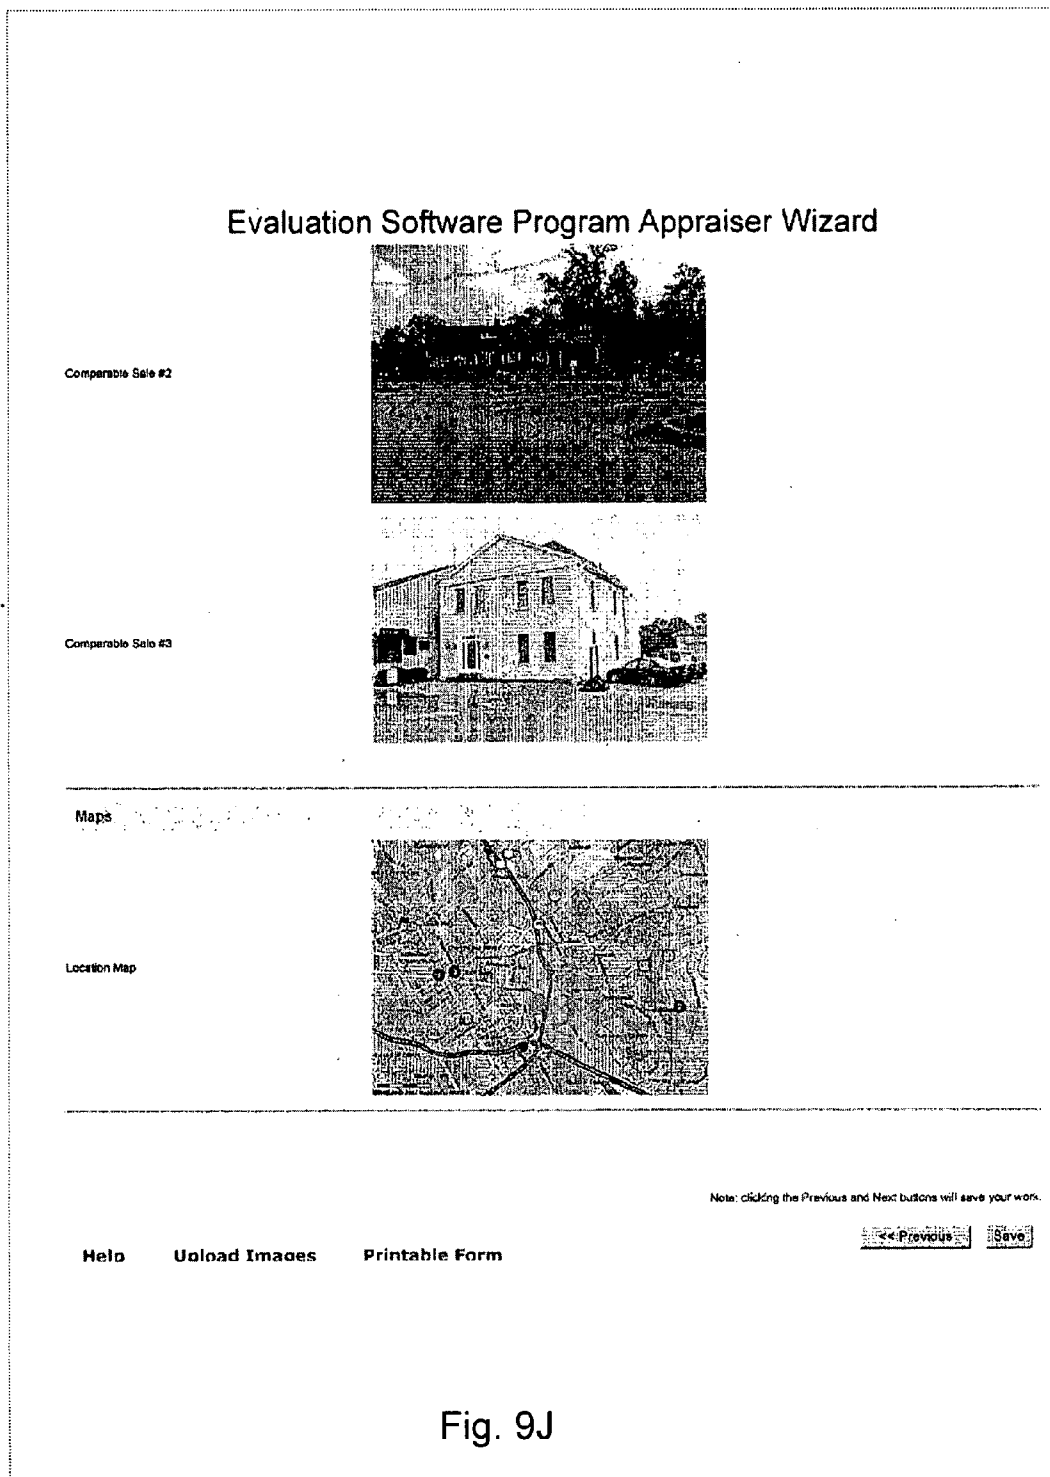 Evaluation Software Program Appraiser Wizard
Comparable Sale #2
Comparable Sale #3
Maps
Location Map
Note: clicking the Previous and Next buttons will save your work.
<< Previous Save
Help Upload Images Printable Form
Fig. 9J